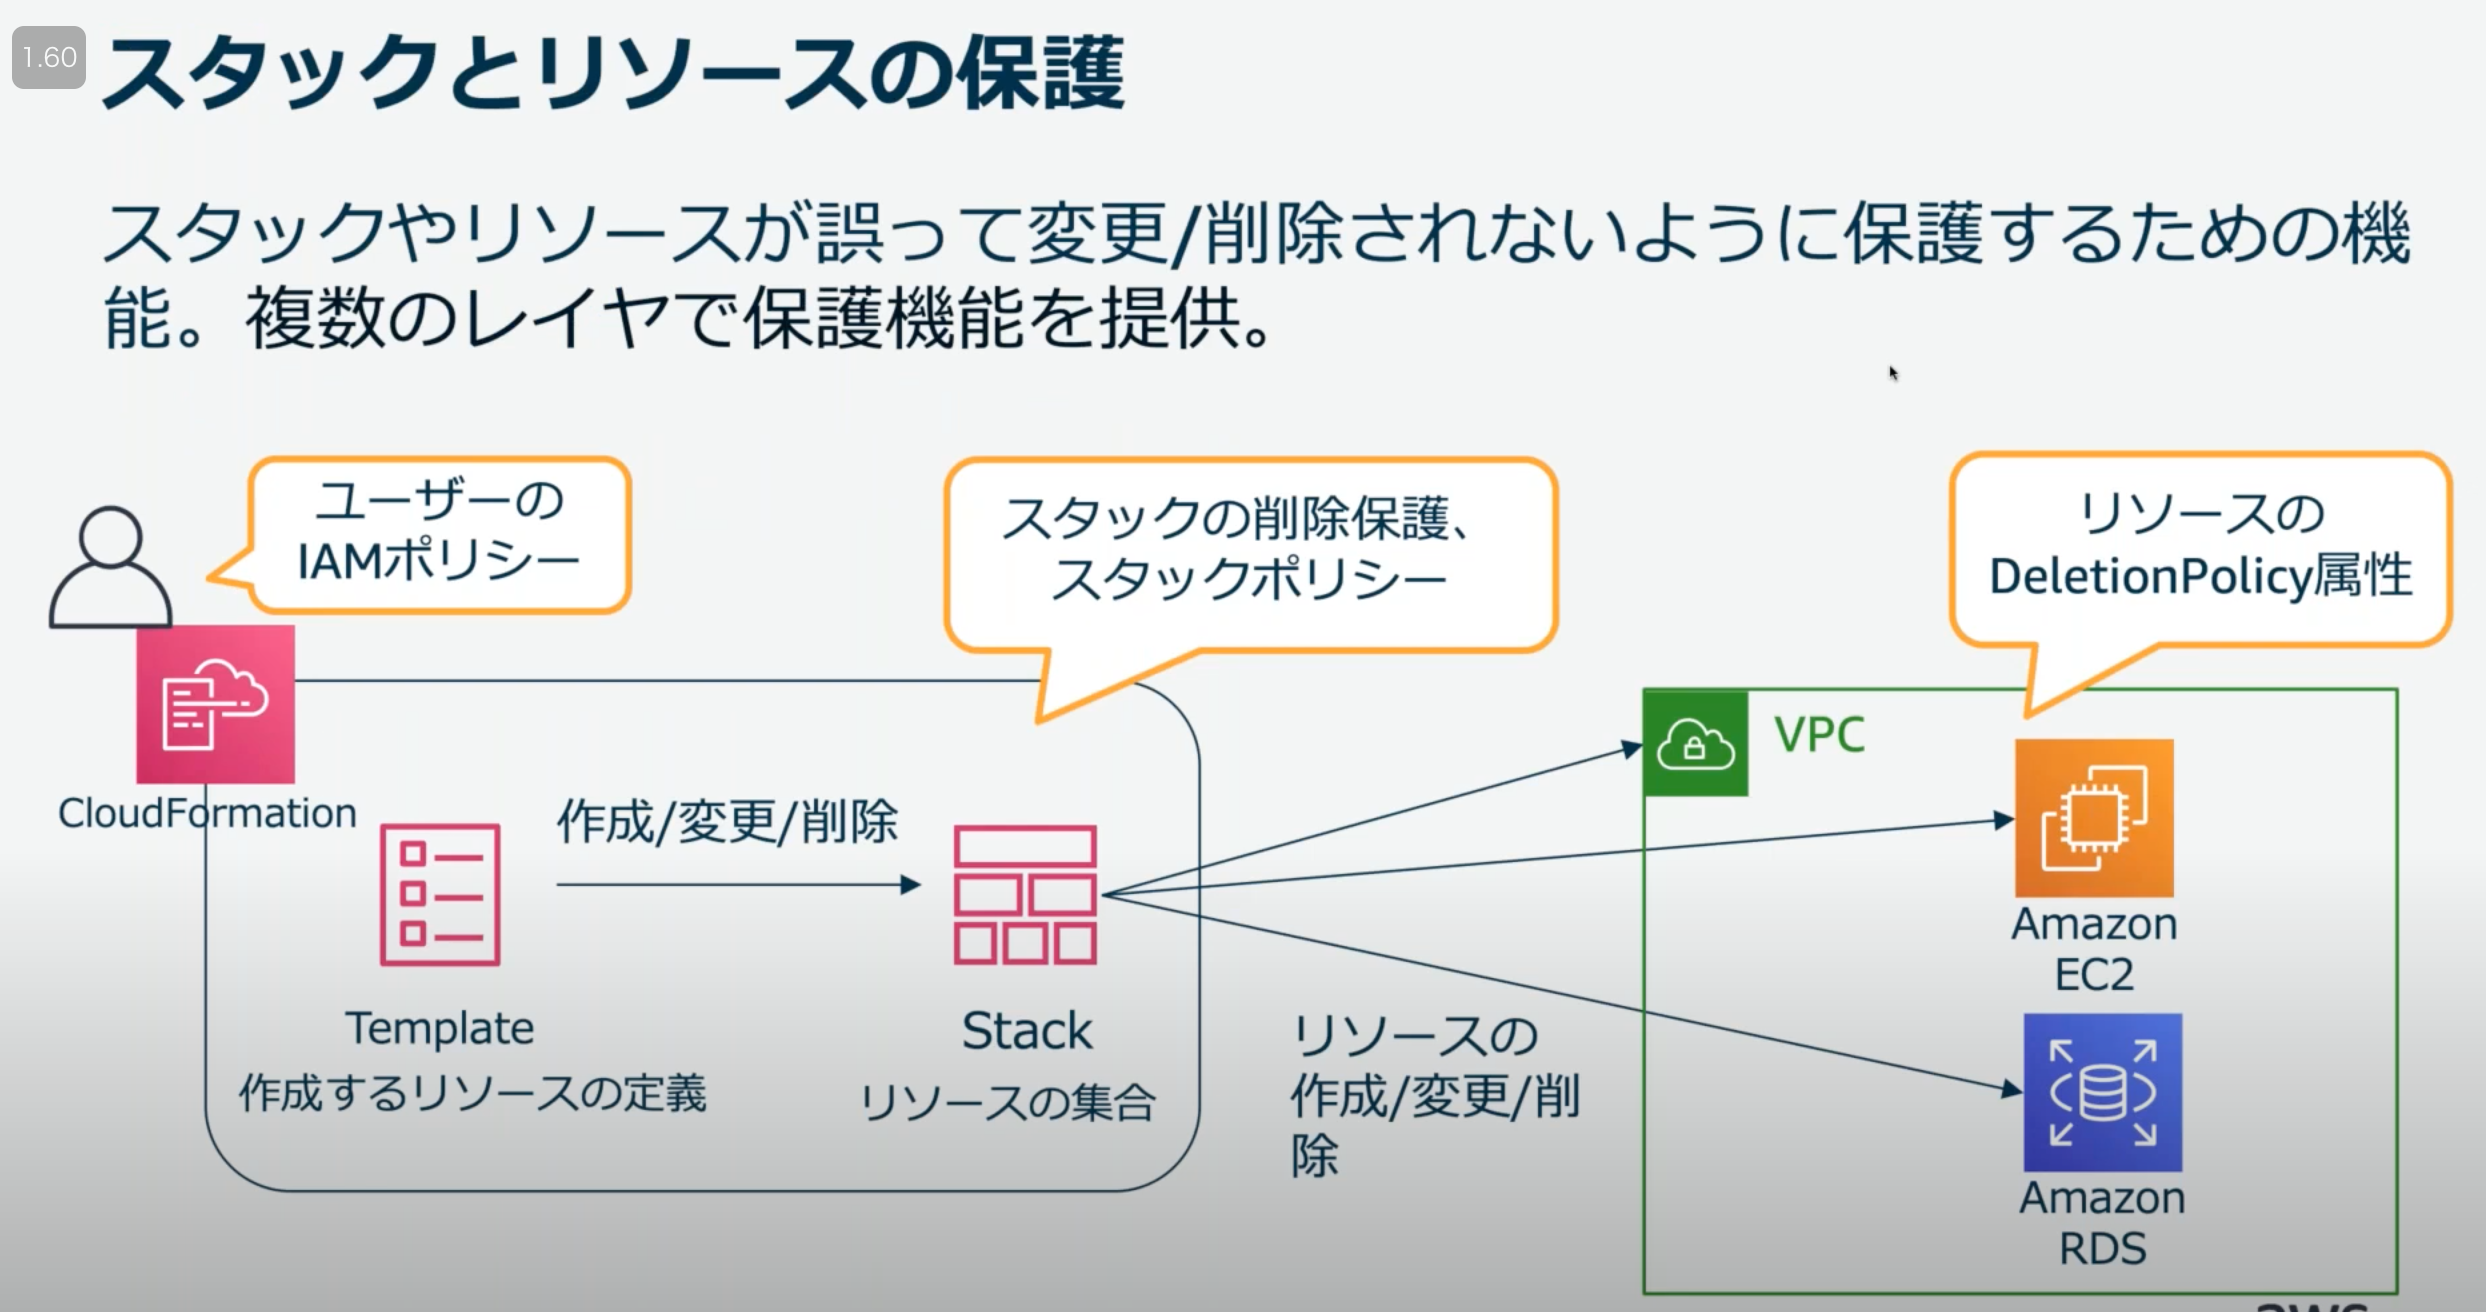 1.60
スタックとリソースの保護
スタックやリソースが誤って変更/削除されないように保護するための機
能。複数のレイヤで保護機能を提供。
ユーザーの
IAMポリシー
スタックの削除保護、
スタックポリシー
リソースの
DeletionPolicy属性
CloudFormation
作成/変更/削除
Template
作成するリソースの定義
Stack
リソースの集合
リソースの
作成/変更/削
除
VPC
Amazon
EC2
Amazon
RDS
aws